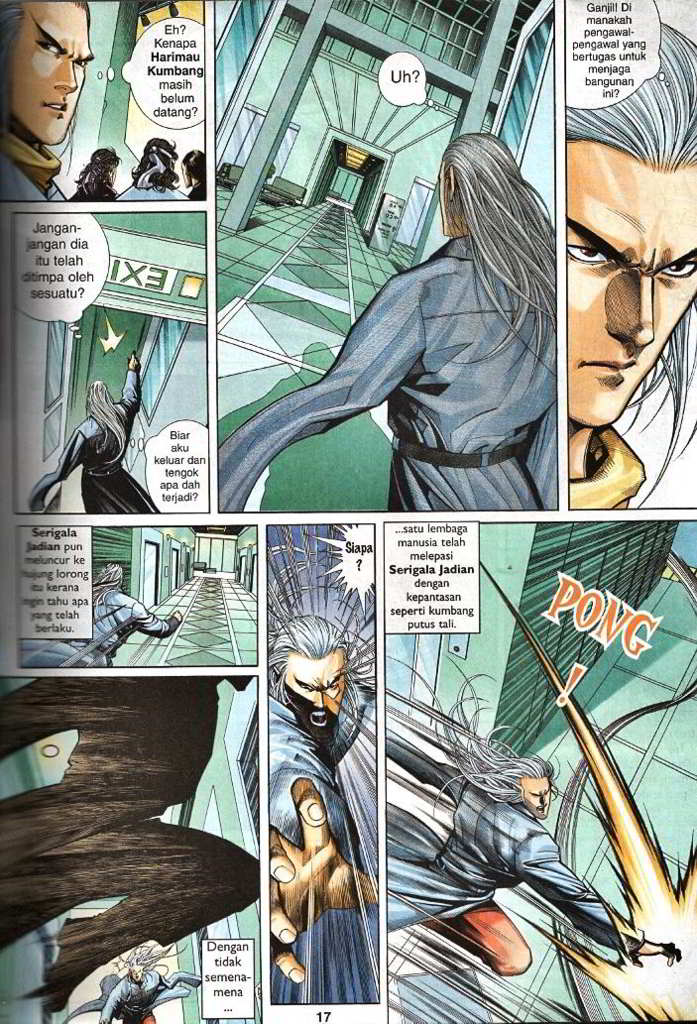 Eh?
Kenapa
Harimau
Kumbang
masih
belum
datang?
Uh?
Ganjil! Di
manakah
pengawal-
pengawal yang
bertugas untuk
menjaga
bangunan
ini?
Jangan-
jangan dia
itu telah
ditimpa oleh
sesuatu?
EXI
Biar
aku
keluar dan
tengok
apa dah
terjadi?
Serigala
Jadian pun
meluncur ke
hujung lorong
itu kerana
ingin tahu apa
yang telah
berlaku.
Dengan
tidak
semena-
mena
...
Siapa
?
...satu lembaga
manusia telah
melepasi
Serigala Jadian
dengan
kepantasan
seperti kumbang
putus tali.
PONG
!
17